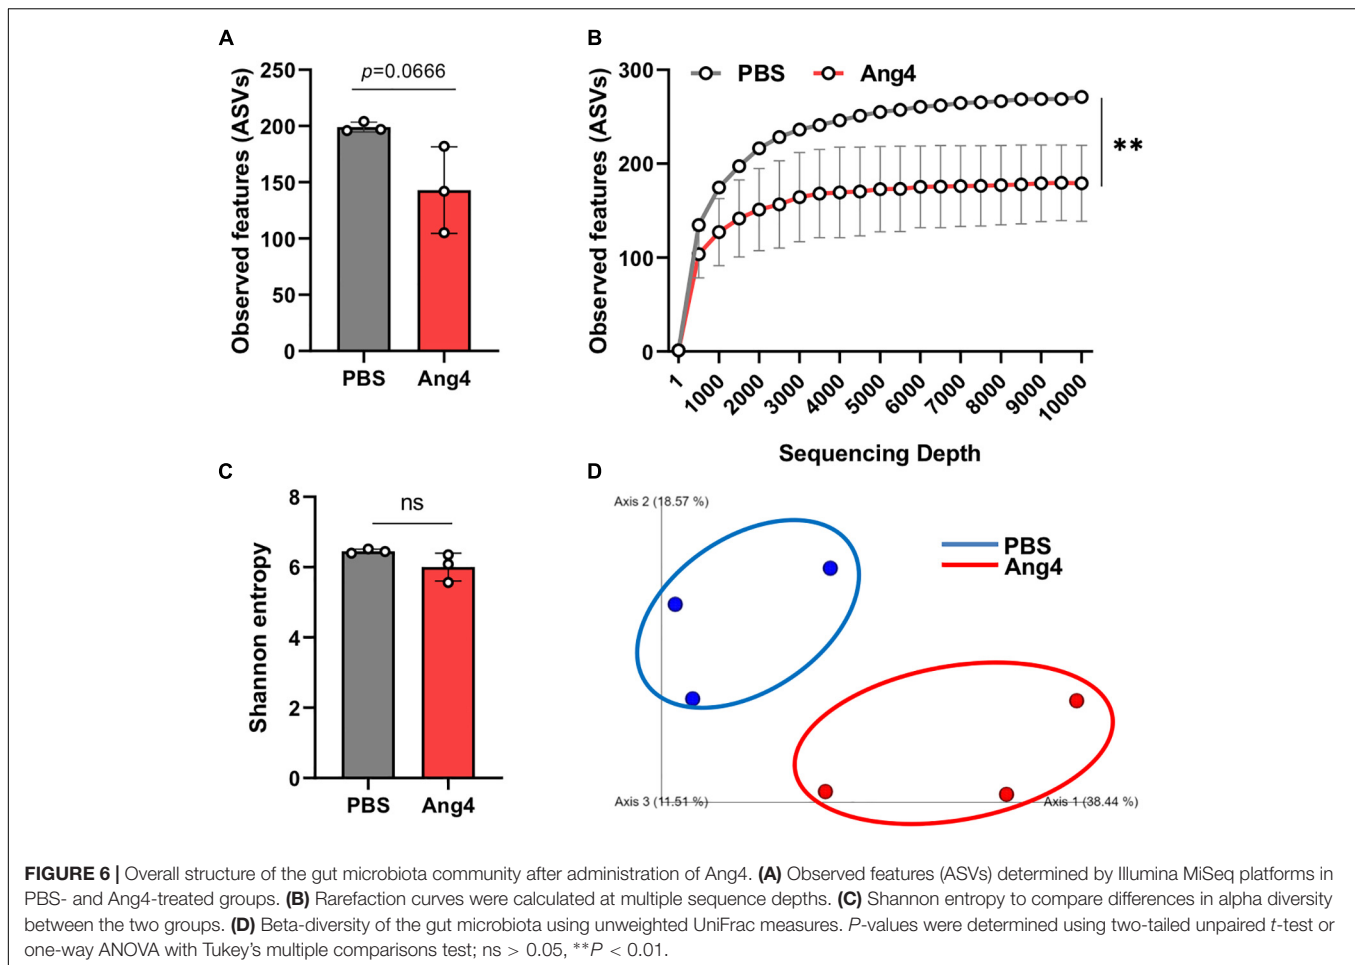 A
Observed features (ASVs)
250
200
150
100
50
0
p=0.0666
PBS
Ang4
B
Observed features (ASVs)
300
200
100
0
PBS
Ang4
**
1
1000
2000
3000
4000
5000
6000
7000
8000
9000
10000
Sequencing Depth
C
Shannon entropy
8
6
4
2
0
ns
PBS
Ang4
D
Axis 2 (18.57 %)
PBS
Ang4
Axis 3 (11.51 %)
Axis 1 (38.44 %)
FIGURE 6 | Overall structure of the gut microbiota community after administration of Ang4. (A) Observed features (ASVs) determined by Illumina MiSeq platforms in
PBS- and Ang4-treated groups. (B) Rarefaction curves were calculated at multiple sequence depths. (C) Shannon entropy to compare differences in alpha diversity
between the two groups. (D) Beta-diversity of the gut microbiota using unweighted UniFrac measures. P-values were determined using two-tailed unpaired t-test or
one-way ANOVA with Tukey's multiple comparisons test; ns > 0.05, **P < 0.01.